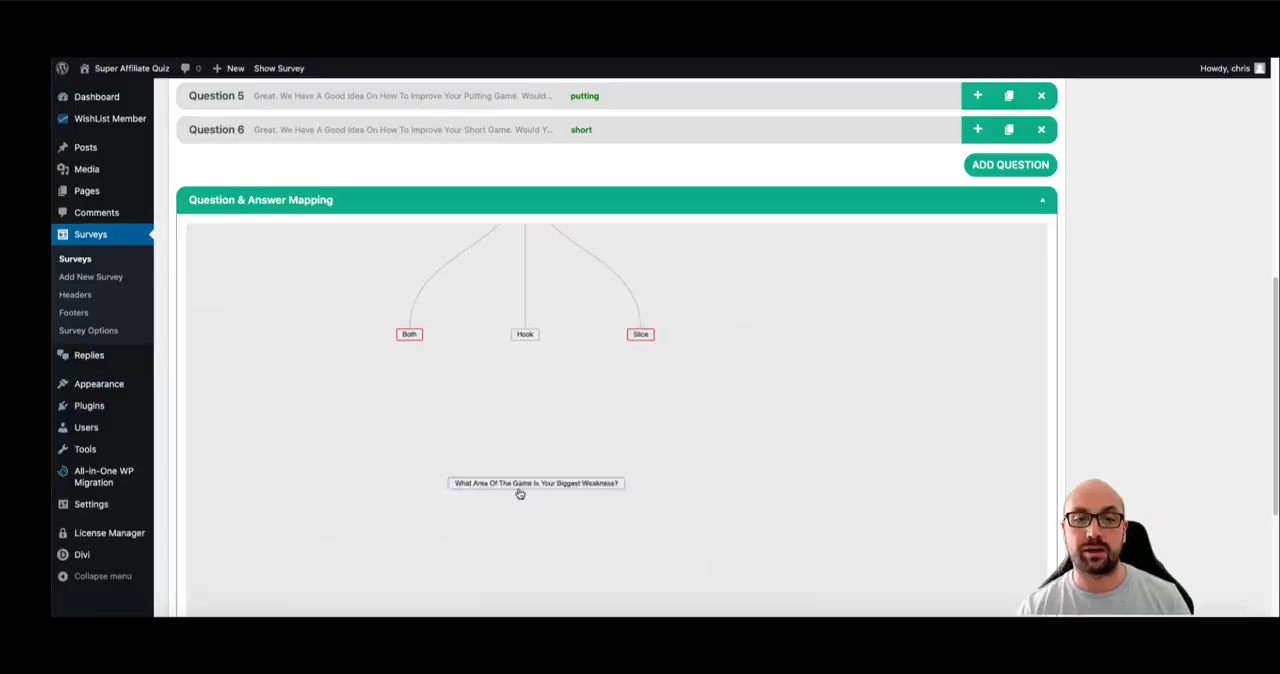 Super Affiliate Quiz 0 New Show Survey Howdy, chris
Dashboard
WishList Member
Posts
Media
Pages
Comments
Surveys
Surveys
Add New Survey
Headers
Footers
Survey Options
Replies
Appearance
Plugins
Users
Tools
All-in-One WP
Migration
Settings
License Manager
Divi
Collapse menu
Question 5 Great. We Have A Good Idea On How To Improve Your Putting Game. Would... putting
Question 6 Great. We Have A Good Idea On How To Improve Your Short Game. Would Y... short
ADD QUESTION
Question & Answer Mapping
Both Hook Slice
What Area Of The Game Is Your Biggest Weakness?